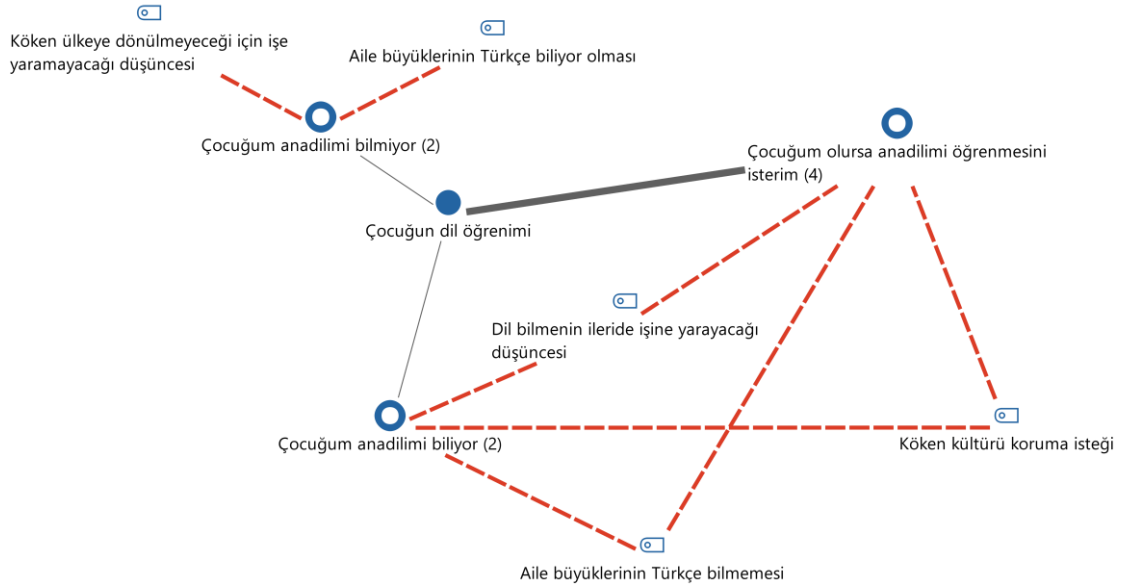 Köken ülkeye dönülmeyeceği için işe
yaramayacağı düşüncesi
Aile büyüklerinin Türkçe biliyor olması
Çocuğum anadilimi bilmiyor (2)
Çocuğum olursa anadilimi öğrenmesini
isterim (4)
Çocuğun dil öğrenimi
Dil bilmenin ileride işine yarayacağı
düşüncesi
Çocuğum anadilimi biliyor (2)
Köken kültürü koruma isteği
Aile büyüklerinin Türkçe bilmemesi